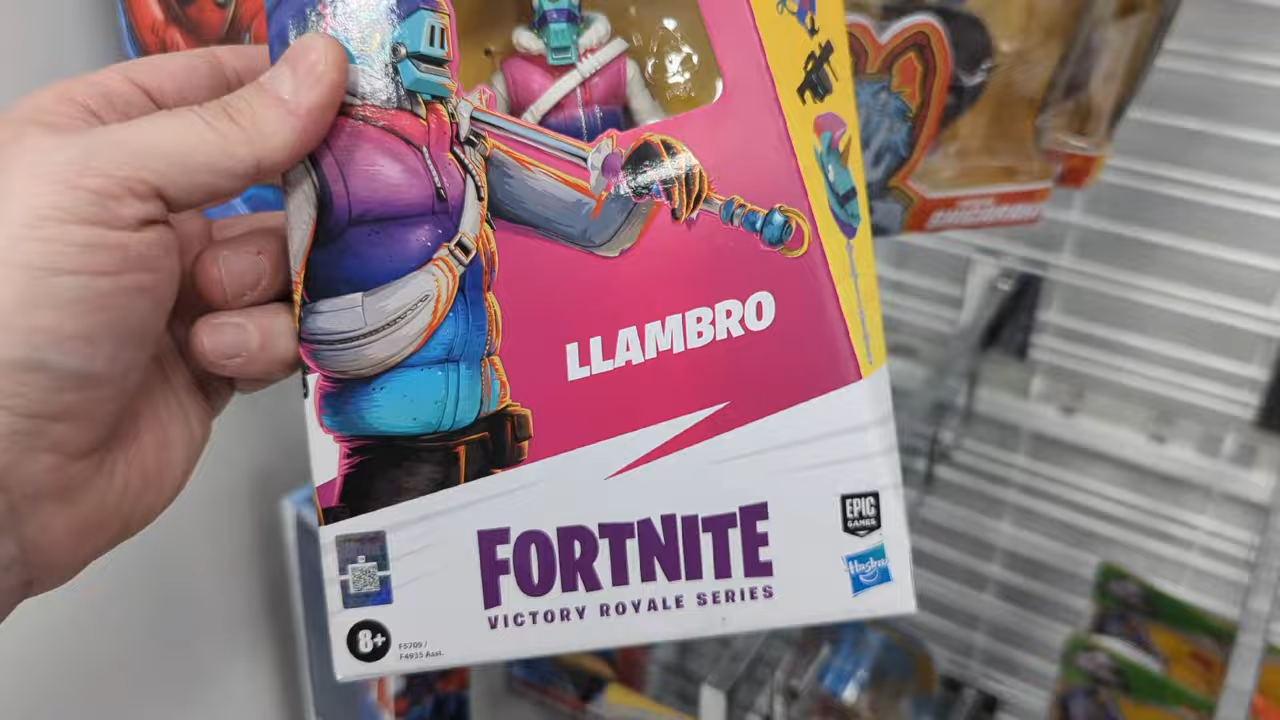 LLAMBRO
FORTNITE
VICTORY ROYALE SERIES
EPIC
GAMES
Hasbro
8+
F5709 /
F4935 Asst.